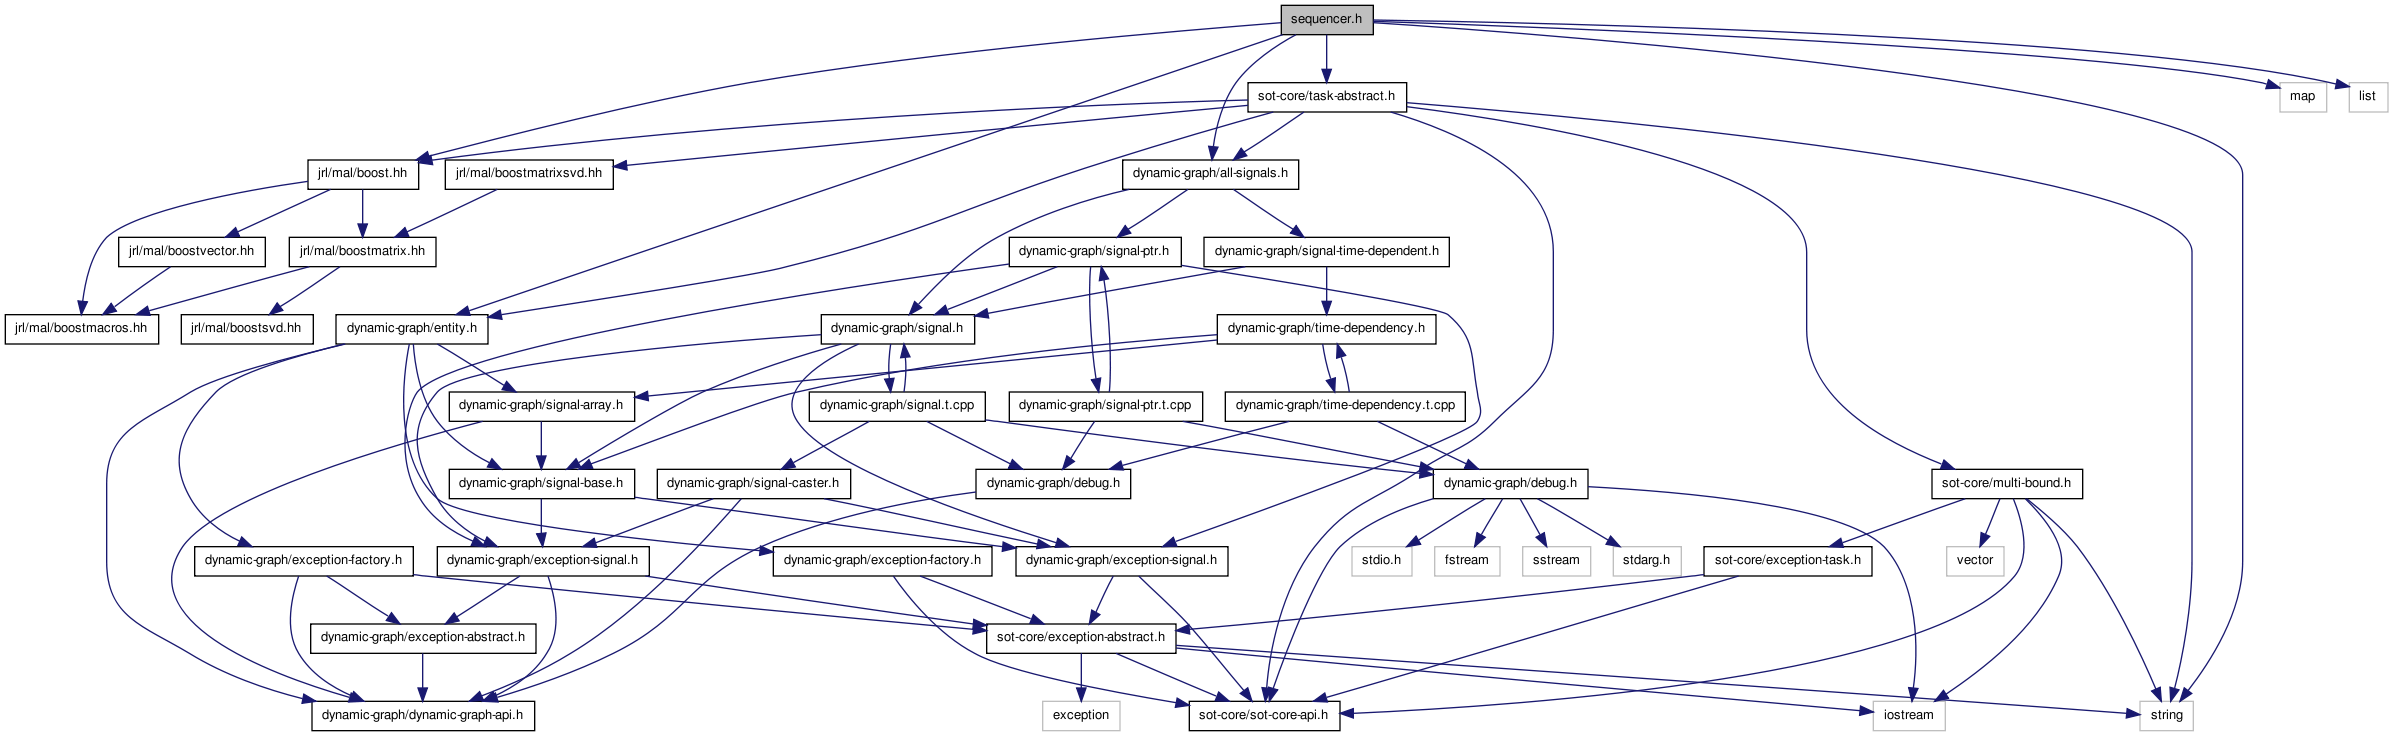 sequencer.h
sot-core/task-abstract.h
map
list
jrl/mal/boost.hh
jrl/mal/boostmatrixsvd.hh
dynamic-graph/all-signals.h
jrl/mal/boostvector.hh
jrl/mal/boostmatrix.hh
dynamic-graph/signal-ptr.h
dynamic-graph/signal-time-dependent.h
jrl/mal/boostmacros.hh
jrl/mal/boostsvd.hh
dynamic-graph/entity.h
dynamic-graph/signal.h
dynamic-graph/time-dependency.h
dynamic-graph/signal-array.h
dynamic-graph/signal.t.cpp
dynamic-graph/signal-ptr.t.cpp
dynamic-graph/time-dependency.t.cpp
dynamic-graph/signal-base.h
dynamic-graph/signal-caster.h
dynamic-graph/debug.h
dynamic-graph/debug.h
sot-core/multi-bound.h
dynamic-graph/exception-factory.h
dynamic-graph/exception-signal.h
dynamic-graph/exception-factory.h
dynamic-graph/exception-signal.h
stdio.h
fstream
sstream
stdarg.h
sot-core/exception-task.h
vector
dynamic-graph/exception-abstract.h
sot-core/exception-abstract.h
dynamic-graph/dynamic-graph-api.h
exception
sot-core/sot-core-api.h
iostream
string